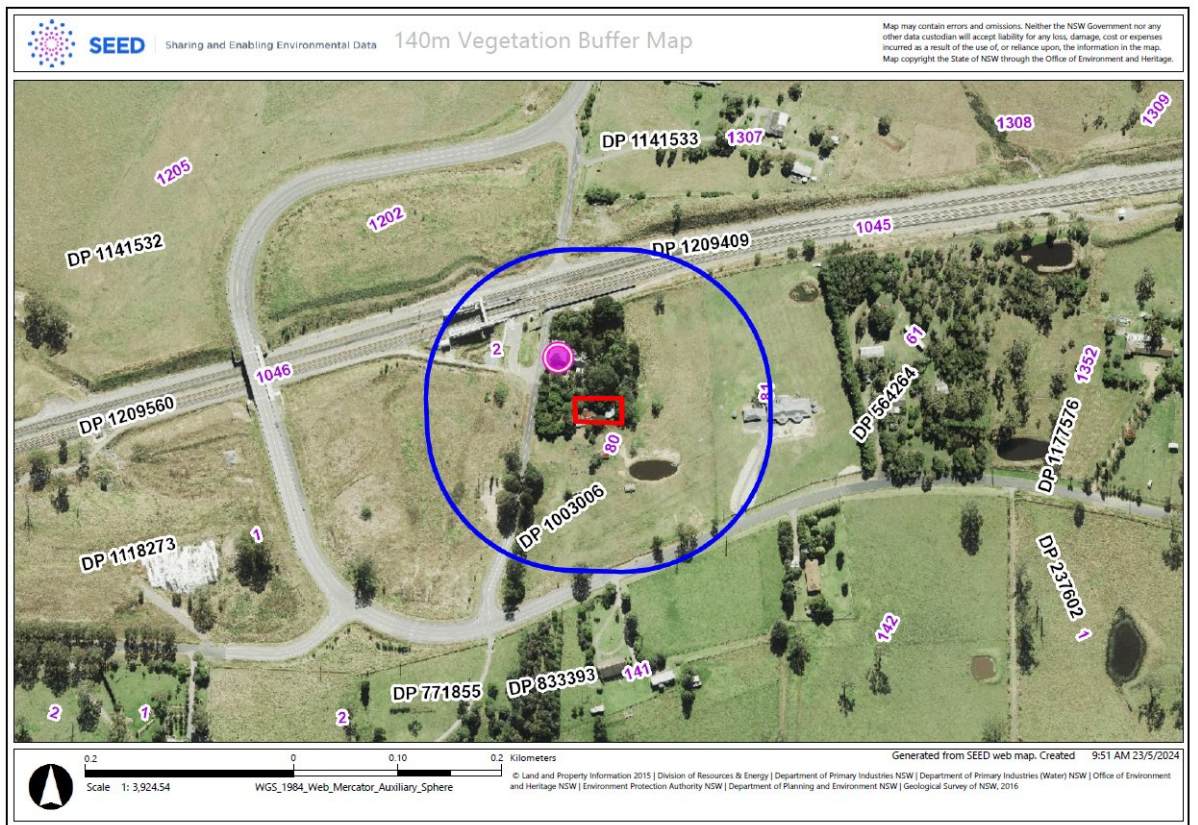 SEED
Sharing and Enabling Environmental Data
140m Vegetation Buffer Map
Map may contain errors and omissions. Neither the NSW Government nor any
other data custodian will accept liability for any loss, damage, cost or expenses
incurred as a result of the use of, or reliance upon, the information in the map.
Map copyright the State of NSW through the Office of Environment and Heritage.
1309
1308
DP 1141533
1307
1205
1202
1045
DP 1141532
DP 1209409
2
61
1352
1046
81
DP 564264
DP 1209560
80
DP 1177576
DP 1003006
1
DP 1118273
DP 237602
142
1
141
DP 833393
DP 771855
2
1
2
0.2
0
0.10
0.2 Kilometers
Scale 1: 3,924.54
WGS_1984_Web_Mercator_Auxiliary_Sphere
Generated from SEED web map. Created 9:51 AM 23/5/2024
© Land and Property Information 2015 | Division of Resources & Energy | Department of Primary Industries NSW | Department of Primary Industries (Water) NSW | Office of Environment
and Heritage NSW | Environment Protection Authority NSW | Department of Planning and Environment NSW | Geological Survey of NSW, 2016